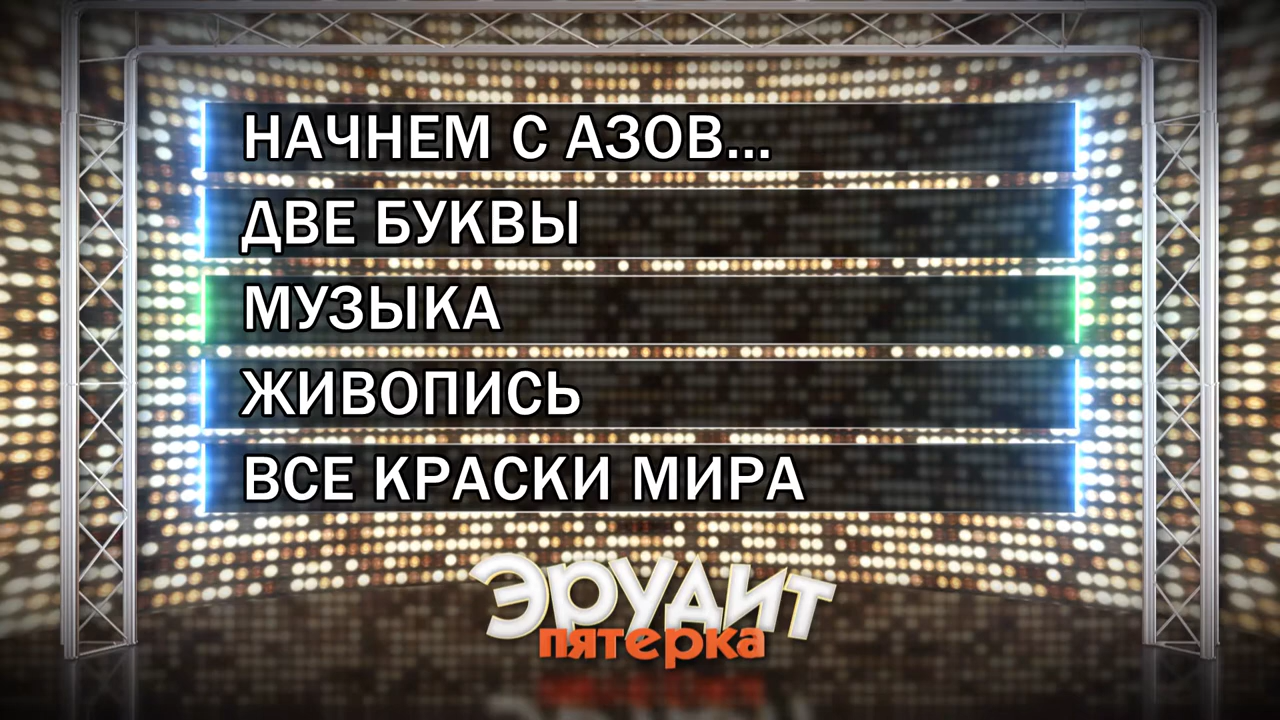 НАЧНЕМ С АЗОВ...
ДВЕ БУКВЫ
МУЗЫКА
ЖИВОПИСЬ
ВСЕ КРАСКИ МИРА
ЭРУДИТ
ПЯТЕРКА